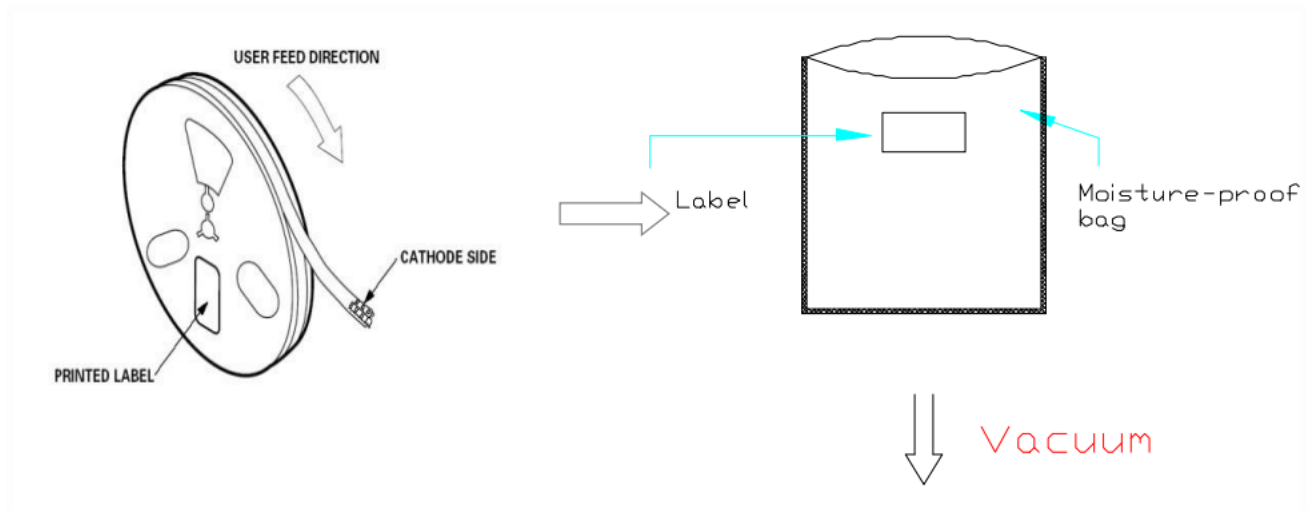 USER FEED DIRECTION
CATHODE SIDE
PRINTED LABEL
Label
Moisture-proof
bag
Vacuum